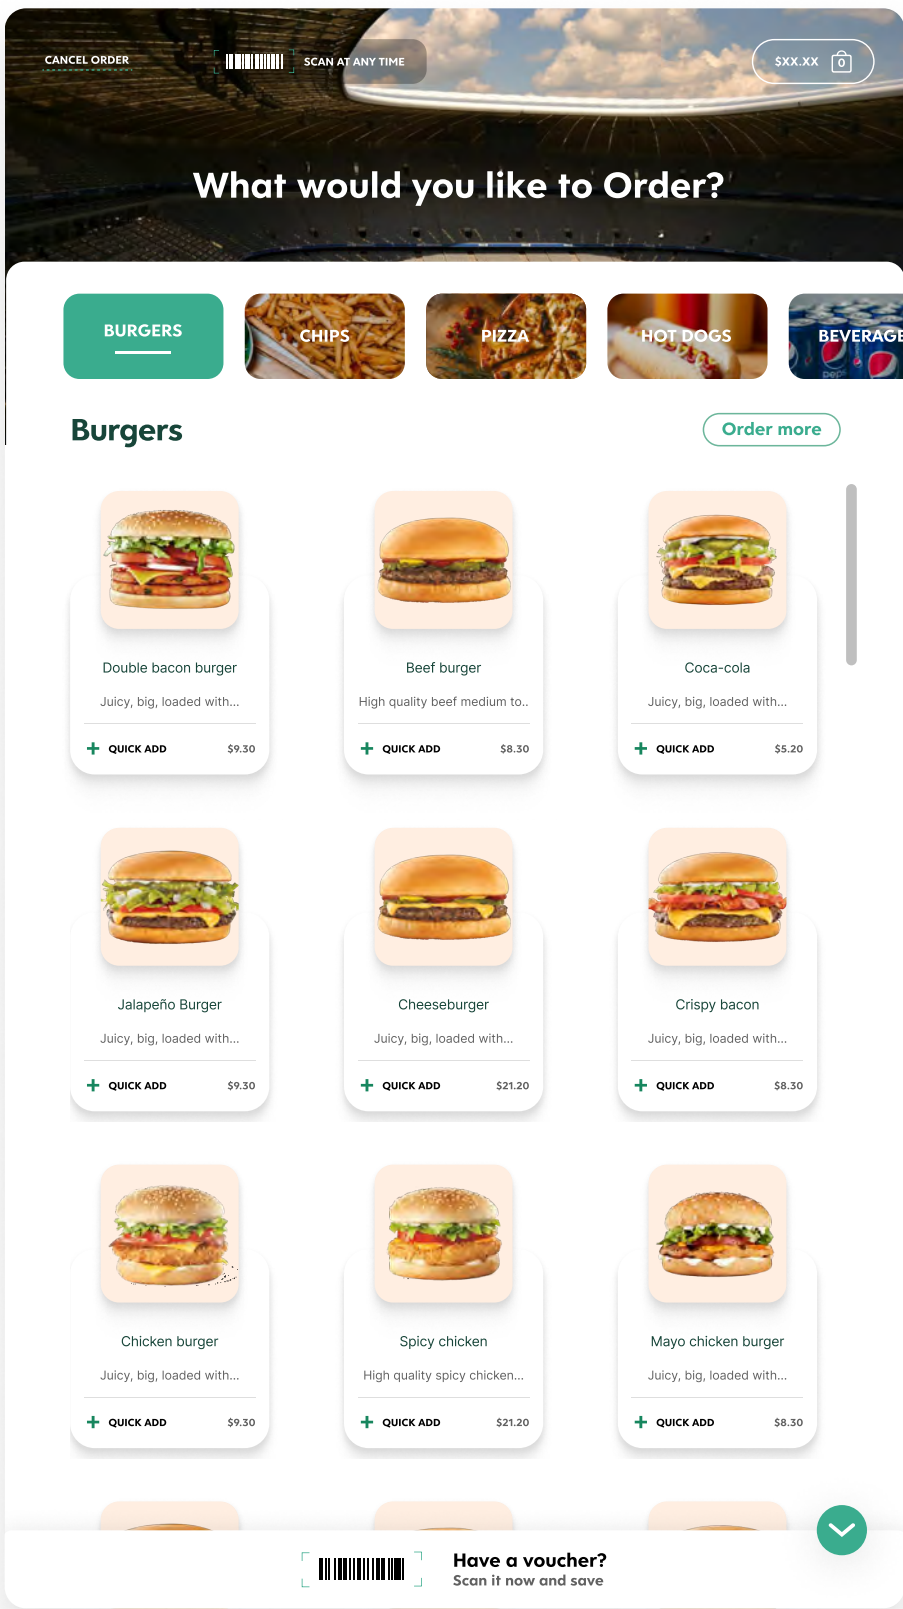 CANCEL ORDER
SCAN AT ANY TIME
$XX.XX 0
What would you like to Order?
BURGERS
CHIPS
PIZZA
HOT DOGS
BEVERAGE
Burgers
Order more
Double bacon burger
Juicy, big, loaded with...
QUICK ADD $9.30
Beef burger
High quality beef medium to..
QUICK ADD $8.30
Coca-cola
Juicy, big, loaded with...
QUICK ADD $5.20
Jalapeño Burger
Juicy, big, loaded with...
QUICK ADD $9.30
Cheeseburger
Juicy, big, loaded with...
QUICK ADD $21.20
Crispy bacon
Juicy, big, loaded with...
QUICK ADD $8.30
Chicken burger
Juicy, big, loaded with...
QUICK ADD $9.30
Spicy chicken
High quality spicy chicken...
QUICK ADD $21.20
Mayo chicken burger
Juicy, big, loaded with...
QUICK ADD $8.30
Have a voucher?
Scan it now and save